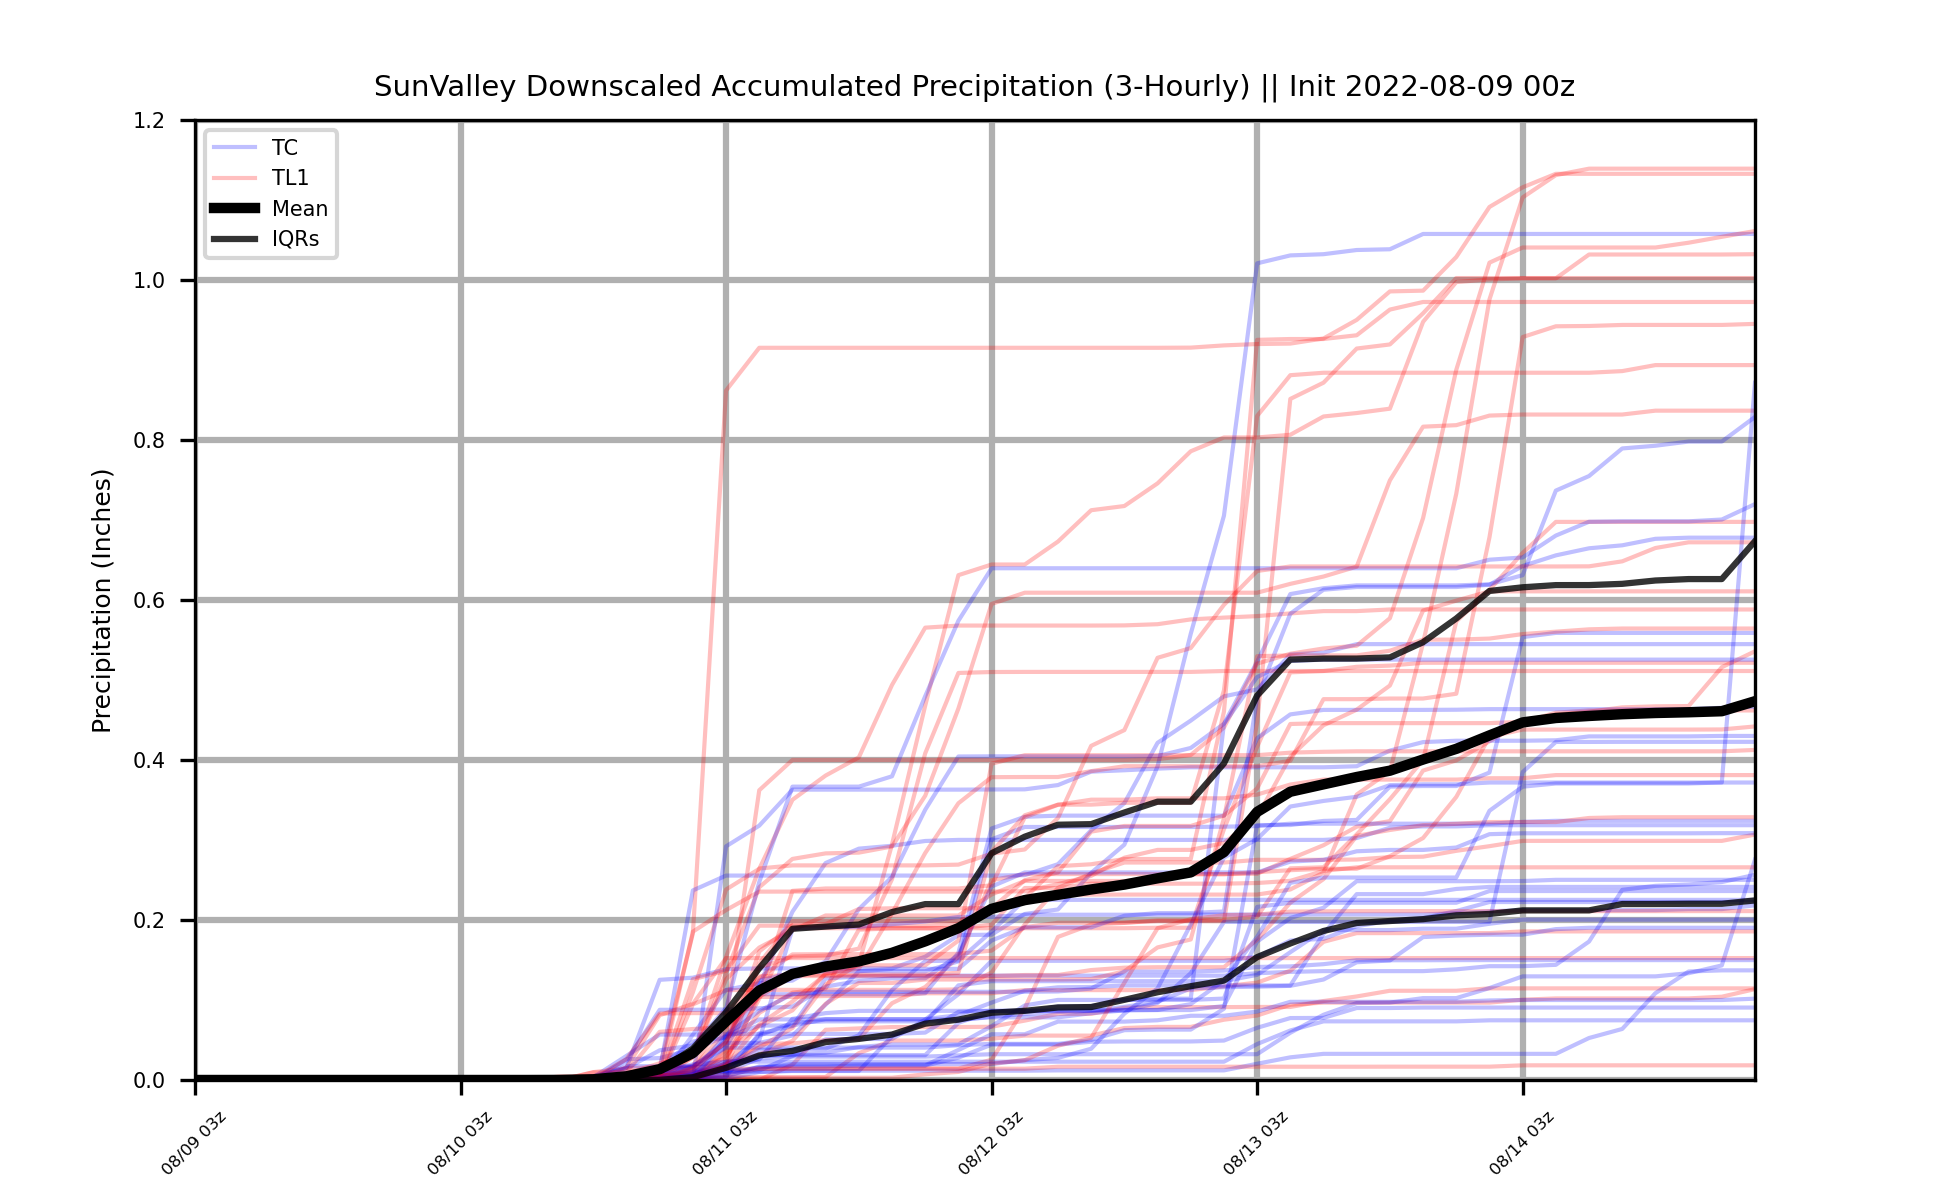 SunValley Downscaled Accumulated Precipitation (3-Hourly) || Init 2022-08-09 00z
Precipitation (Inches)
1.2
1.0
0.8
0.6
0.4
0.2
0.0
TC
TL1
Mean
IQRs
08/09 03z
08/10 03z
08/11 03z
08/12 03z
08/13 03z
08/14 03z